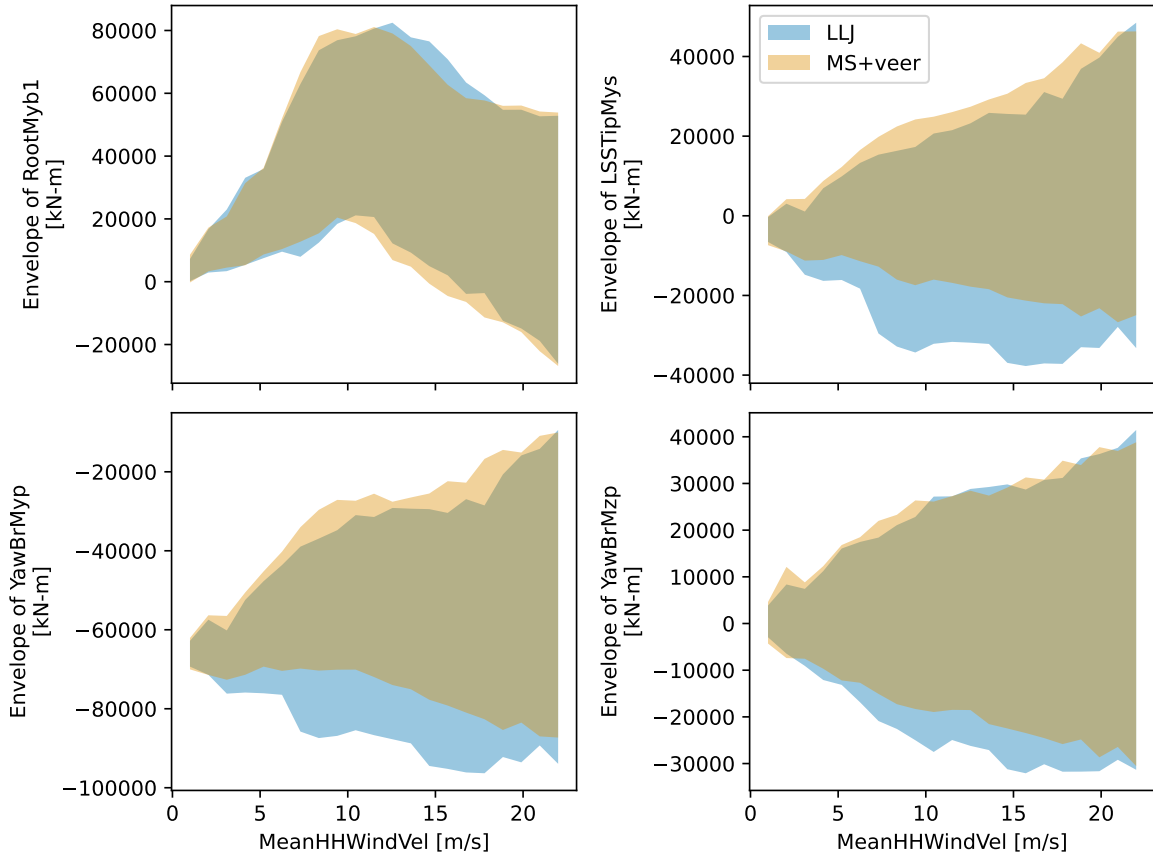 Envelope of RootMyb1
[kN-m]
80000
60000
40000
20000
0
−20000
Envelope of LSSTipMys
[kN-m]
40000
20000
0
−20000
−40000
LLJ
MS+veer
Envelope of YawBrMyp
[kN-m]
−20000
−40000
−60000
−80000
−100000
0
5
10
15
20
MeanHHWindVel [m/s]
Envelope of YawBrMzp
[kN-m]
40000
30000
20000
10000
0
−10000
−20000
−30000
0
5
10
15
20
MeanHHWindVel [m/s]